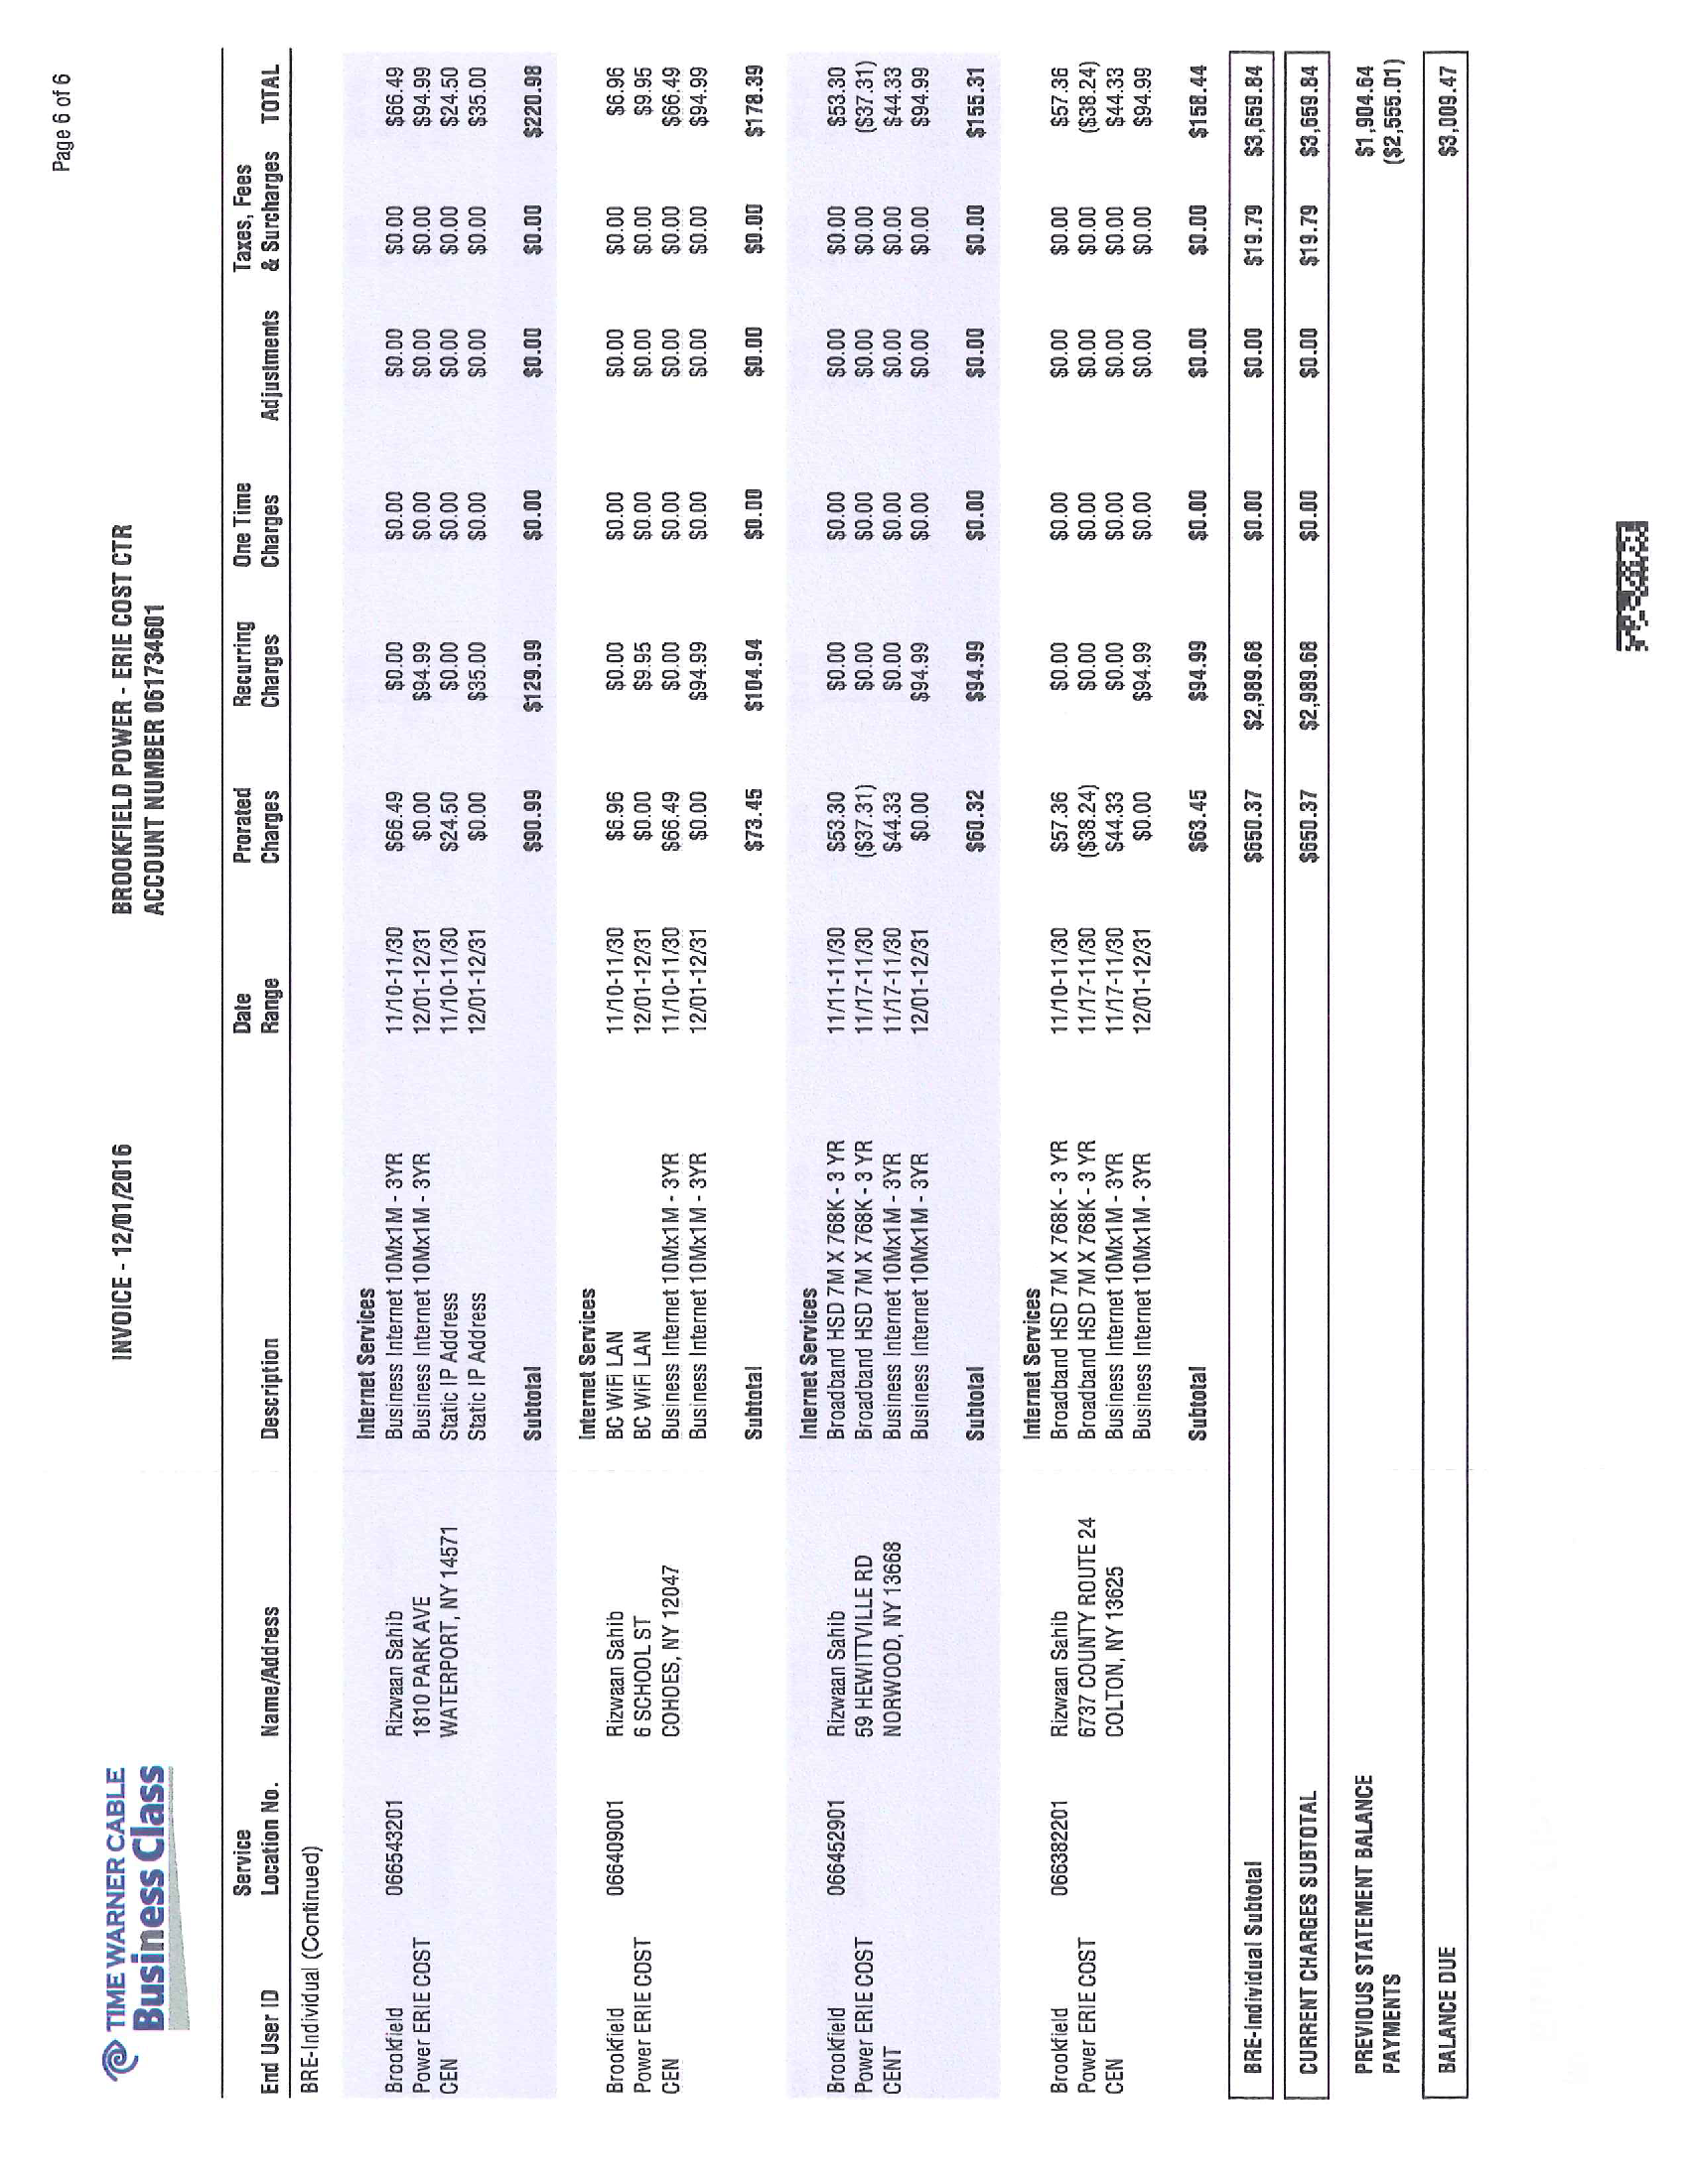 Page 6 of 6
TIME WARNER CABLE
Business Class
INVOICE - 12/01/2016
BROOKFIELD POWER - ERIE COST CTR
ACCOUNT NUMBER 061734601
End User ID Service Location No. Name/Address Description Date Range Prorated Charges Recurring Charges One Time Charges Adjustments Taxes, Fees & Surcharges TOTAL
BRE-Individual (Continued)
Internet Services
Brookfield 066543201 Rizwaan Sahib Business Internet 10Mx1M - 3YR 11/10-11/30 $66.49 $0.00 $0.00 $0.00 $0.00 $66.49
Power ERIE COST 1810 PARK AVE Business Internet 10Mx1M - 3YR 12/01-12/31 $0.00 $94.99 $0.00 $0.00 $0.00 $94.99
CEN WATERPORT, NY 14571 Static IP Address 11/10-11/30 $24.50 $0.00 $0.00 $0.00 $0.00 $24.50
Static IP Address 12/01-12/31 $0.00 $35.00 $0.00 $0.00 $0.00 $35.00
Subtotal $90.99 $129.99 $0.00 $0.00 $0.00 $220.98
Internet Services
Brookfield 066409001 Rizwaan Sahib BC WiFi LAN 11/10-11/30 $6.96 $0.00 $0.00 $0.00 $0.00 $6.96
Power ERIE COST 6 SCHOOL ST BC WiFi LAN 12/01-12/31 $0.00 $9.95 $0.00 $0.00 $0.00 $9.95
CEN COHOES, NY 12047 Business Internet 10Mx1M - 3YR 11/10-11/30 $66.49 $0.00 $0.00 $0.00 $0.00 $66.49
Business Internet 10Mx1M - 3YR 12/01-12/31 $0.00 $94.99 $0.00 $0.00 $0.00 $94.99
Subtotal $73.45 $104.94 $0.00 $0.00 $0.00 $178.39
Internet Services
Brookfield 066452901 Rizwaan Sahib Broadband HSD 7M X 768K - 3 YR 11/11-11/30 $53.30 $0.00 $0.00 $0.00 $0.00 $53.30
Power ERIE COST 59 HEWITTVILLE RD Broadband HSD 7M X 768K - 3 YR 11/17-11/30 ($37.31) $0.00 $0.00 $0.00 $0.00 ($37.31)
CENT NORWOOD, NY 13668 Business Internet 10Mx1M - 3YR 11/17-11/30 $44.33 $0.00 $0.00 $0.00 $0.00 $44.33
Business Internet 10Mx1M - 3YR 12/01-12/31 $0.00 $94.99 $0.00 $0.00 $0.00 $94.99
Subtotal $60.32 $94.99 $0.00 $0.00 $0.00 $155.31
Internet Services
Brookfield 066382201 Rizwaan Sahib Broadband HSD 7M X 768K - 3 YR 11/10-11/30 $57.36 $0.00 $0.00 $0.00 $0.00 $57.36
Power ERIE COST 6737 COUNTY ROUTE 24 Broadband HSD 7M X 768K - 3 YR 11/17-11/30 ($38.24) $0.00 $0.00 $0.00 $0.00 ($38.24)
CEN COLTON, NY 13625 Business Internet 10Mx1M - 3YR 11/17-11/30 $44.33 $0.00 $0.00 $0.00 $0.00 $44.33
Business Internet 10Mx1M - 3YR 12/01-12/31 $0.00 $94.99 $0.00 $0.00 $0.00 $94.99
Subtotal $63.45 $94.99 $0.00 $0.00 $0.00 $158.44
BRE-Individual Subtotal $650.37 $2,989.68 $0.00 $0.00 $19.79 $3,659.84
CURRENT CHARGES SUBTOTAL $650.37 $2,989.68 $0.00 $0.00 $19.79 $3,659.84
PREVIOUS STATEMENT BALANCE $1,904.64
PAYMENTS ($2,555.01)
BALANCE DUE $3,009.47